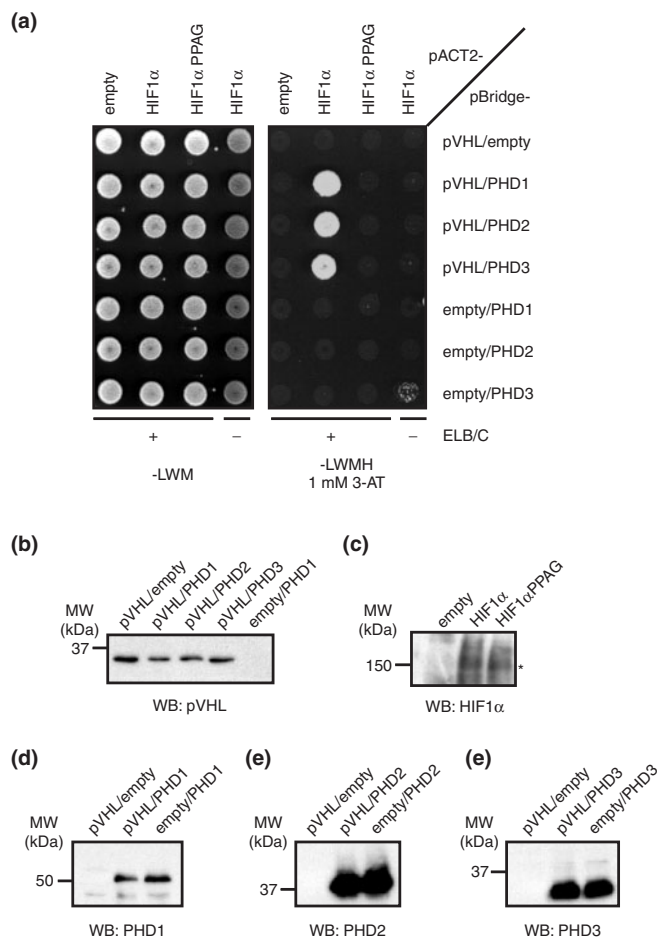 (a)
pACT2-
pBridge-
empty
HIF1α
HIF1α PPAG
HIF1α
empty
HIF1α
HIF1α PPAG
HIF1α
pVHL/empty
pVHL/PHD1
pVHL/PHD2
pVHL/PHD3
empty/PHD1
empty/PHD2
empty/PHD3
+ – + – ELB/C
-LWM
-LWMH
1 mM 3-AT
(b)
pVHL/empty
pVHL/PHD1
pVHL/PHD2
pVHL/PHD3
empty/PHD1
MW
(kDa)
37
WB: pVHL
(c)
empty
HIF1α
HIF1αPPAG
MW
(kDa)
150
*
WB: HIF1α
(d)
pVHL/empty
pVHL/PHD1
empty/PHD1
MW
(kDa)
50
WB: PHD1
(e)
pVHL/empty
pVHL/PHD2
empty/PHD2
MW
(kDa)
37
WB: PHD2
(e)
pVHL/empty
pVHL/PHD3
empty/PHD3
MW
(kDa)
37
WB: PHD3